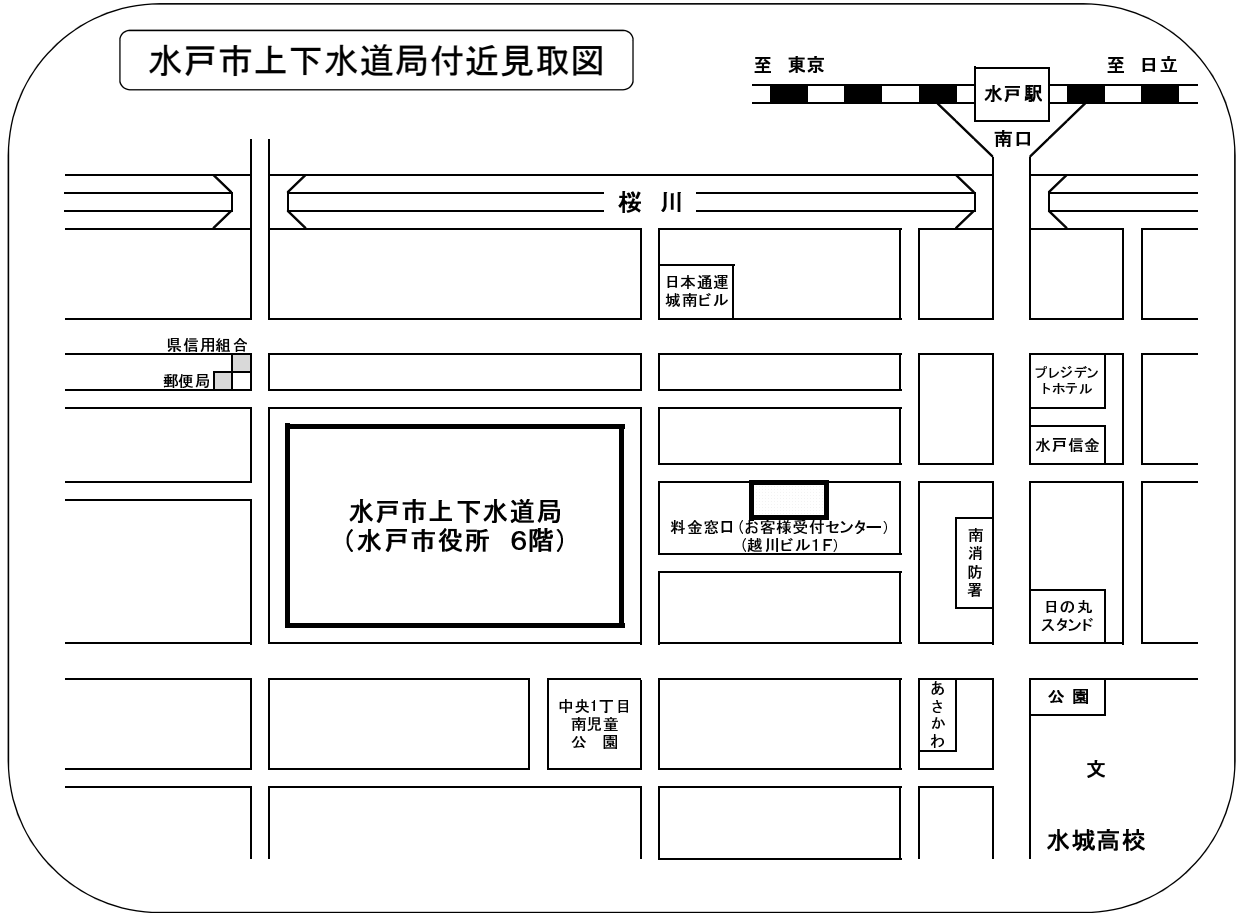 水戸市上下水道局付近見取図
至 東京
至 日立
水戸駅
南口
桜 川
日本通運
城南ビル
県信用組合
郵便局
プレジデン
トホテル
水戸信金
水戸市上下水道局
(水戸市役所 6階)
料金窓口(お客様受付センター)
(越川ビル1F)
南消防署
日の丸
スタンド
中央1丁目
南児童
公 園
あさかわ
公 園
文
水城高校